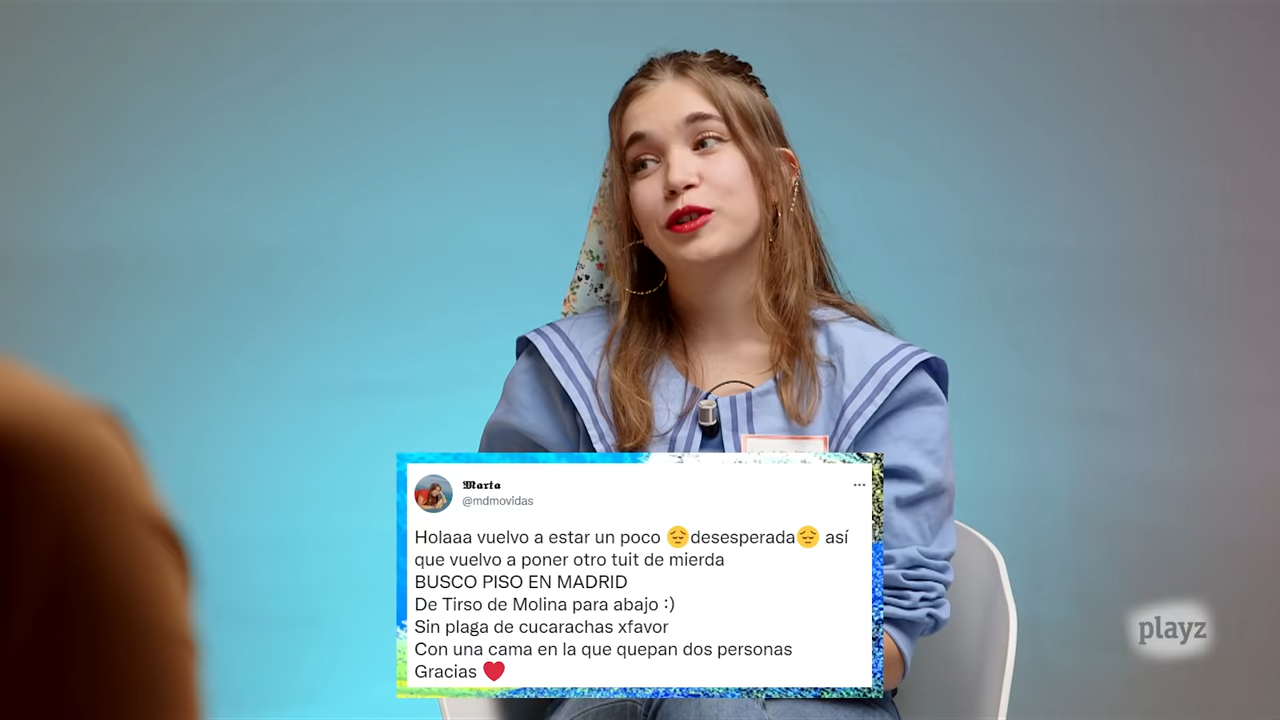 𝕸𝖆𝖗𝖙𝖆
@mdmovidas
Holaaa vuelvo a estar un poco 😔desesperada😔 así
que vuelvo a poner otro tuit de mierda
BUSCO PISO EN MADRID
De Tirso de Molina para abajo :)
Sin plaga de cucarachas xfavor
Con una cama en la que quepan dos personas
Gracias ❤️
playz